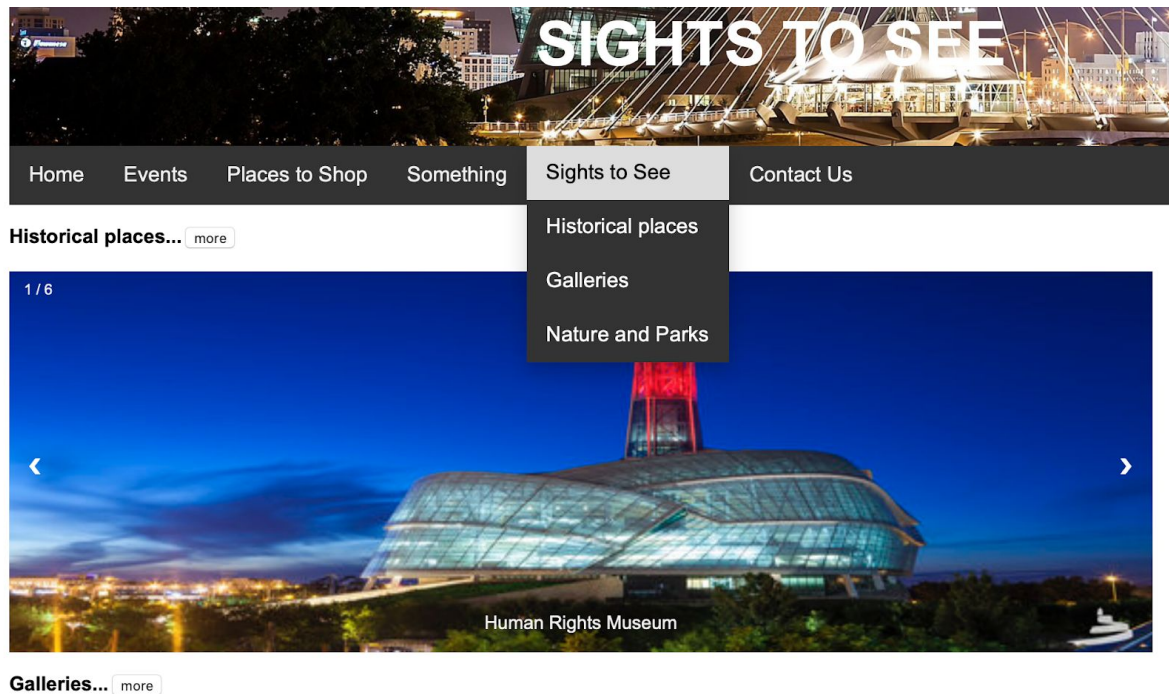 SIGHTS TO SEE
Home Events Places to Shop Something Sights to See Contact Us
Historical places
Galleries
Nature and Parks
Historical places... more
1 / 6
‹ ›
Human Rights Museum
Galleries... more